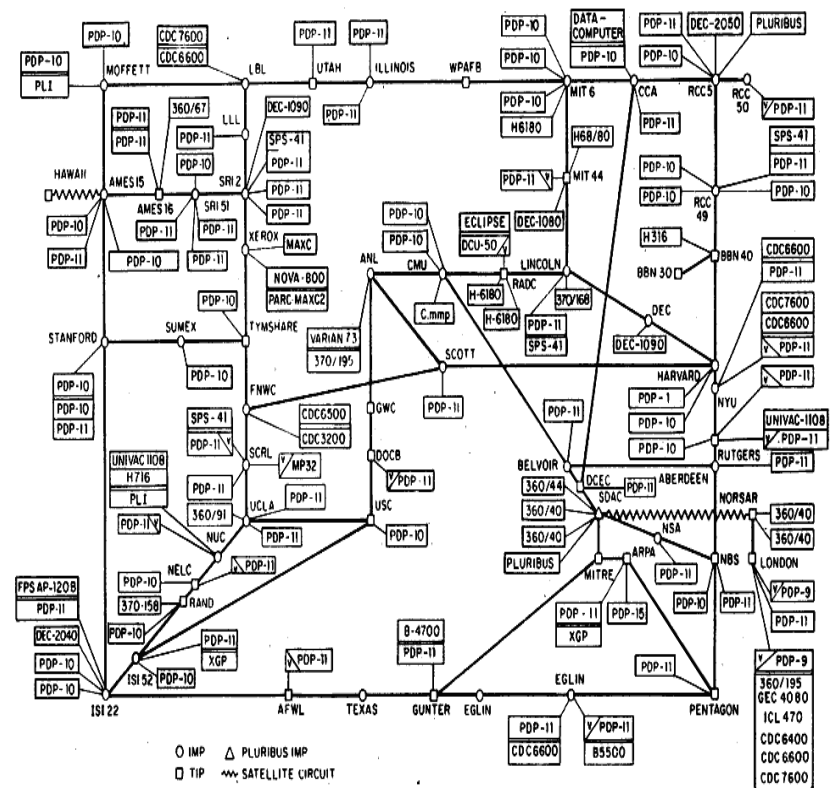 PDP-10
CDC7600
CDC6600
PDP-11
PDP-11
PDP-10
DATA-
COMPUTER
PDP-10
PDP-11
DEC-2050
PLURIBUS
PDP-10
PLI
MOFFETT
LBL
UTAH
ILLINOIS
WPAFB
PDP-10
PDP-10
MIT 6
CCA
RCC5
RCC
50
PDP-11
360/67
LLL
DEC-1090
PDP-11
PDP-10
H6180
PDP-11
V PDP-11
PDP-11
PDP-11
PDP-11
SPS-41
PDP-11
H68/80
SPS-41
PDP-11
HAWAII
AMES15
PDP-10
SRI 2
PDP-11
PDP-11 V
MIT 44
PDP-10
PDP-10
PDP-10
AMES 16
SRI 51
PDP-11
PDP-10
ECLIPSE
DEC-1080
RCC
49
PDP-10
PDP-11
PDP-11
PDP-11
XEROX
MAXC
PDP-10
DCU-50 V
H316
PDP-11
PDP-10
NOVA-800
PARC-MAXC2
ANL
CMU
RADC
LINCOLN
BBN 30
BBN 40
CDC6600
PDP-11
PDP-10
C.mmp
H-6180
H-6180
370/168
DEC
CDC7600
CDC6600
STANFORD
SUMEX
TYMSHARE
VARIAN 73
370/195
PDP-11
SPS-41
DEC-1090
V PDP-11
PDP-10
SCOTT
HARVARD
V PDP-11
PDP-10
PDP-10
PDP-11
FNWC
PDP-11
PDP-1
NYU
SPS-41
PDP-11 V
CDC6500
CDC3200
GWC
PDP-11
PDP-10
UNIVAC-1108
V PDP-11
UNIVAC 1108
H716
PLI
SCRL
V MP32
DOCB
PDP-10
RUTGERS
PDP-11
V PDP-11
BELVOIR
DCEC
PDP-11
ABERDEEN
PDP-11
PDP-11
360/44
SDAC
NORSAR
360/91
UCLA
USC
360/40
360/40
PDP-11 V
NUC
PDP-11
PDP-10
360/40
NSA
360/40
NELC
V PDP-11
PLURIBUS
ARPA
NBS
LONDON
PDP-10
MITRE
PDP-11
V PDP-9
FPS AP-120B
PDP-11
370-158
RAND
PDP-10
PDP-11
PDP-11
PDP-10
PDP-11
PDP-11
XGP
PDP-15
DEC-2040
XGP
B-4700
PDP-11
V PDP-9
PDP-10
ISI 52
PDP-10
V PDP-11
PDP-11
360/195
PDP-10
EGLIN
GEC 4080
ISI 22
AFWL
TEXAS
GUNTER
EGLIN
PENTAGON
ICL 470
PDP-11
CDC6600
V PDP-11
B5500
CDC6400
CDC6600
CDC7600
IMP
PLURIBUS IMP
TIP
SATELLITE CIRCUIT